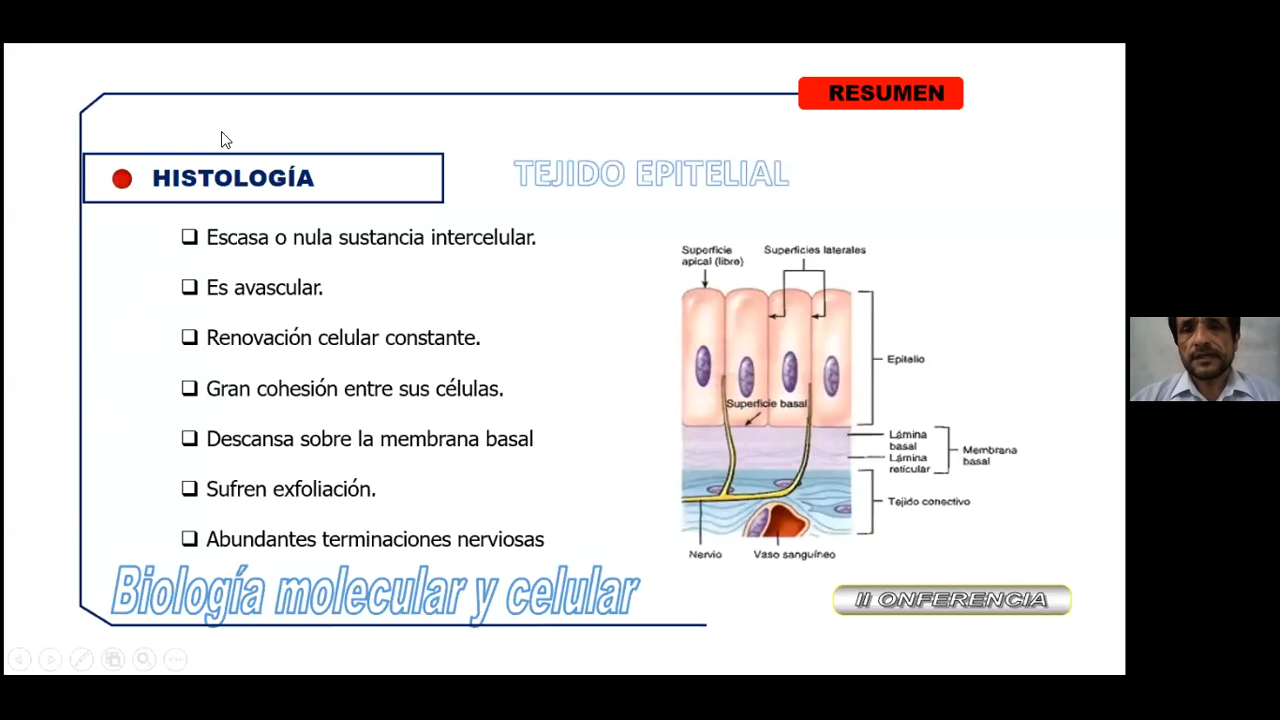 RESUMEN
HISTOLOGÍA
TEJIDO EPITELIAL
❑ Escasa o nula sustancia intercelular.
❑ Es avascular.
❑ Renovación celular constante.
❑ Gran cohesión entre sus células.
❑ Descansa sobre la membrana basal
❑ Sufren exfoliación.
❑ Abundantes terminaciones nerviosas
Superficie
apical (libre)
Superficies laterales
Epitelio
Superficie basal
Lámina
basal
Lámina
reticular
Membrana
basal
Tejido conectivo
Nervio
Vaso sanguíneo
Biología molecular y celular
II ONFERENCIA